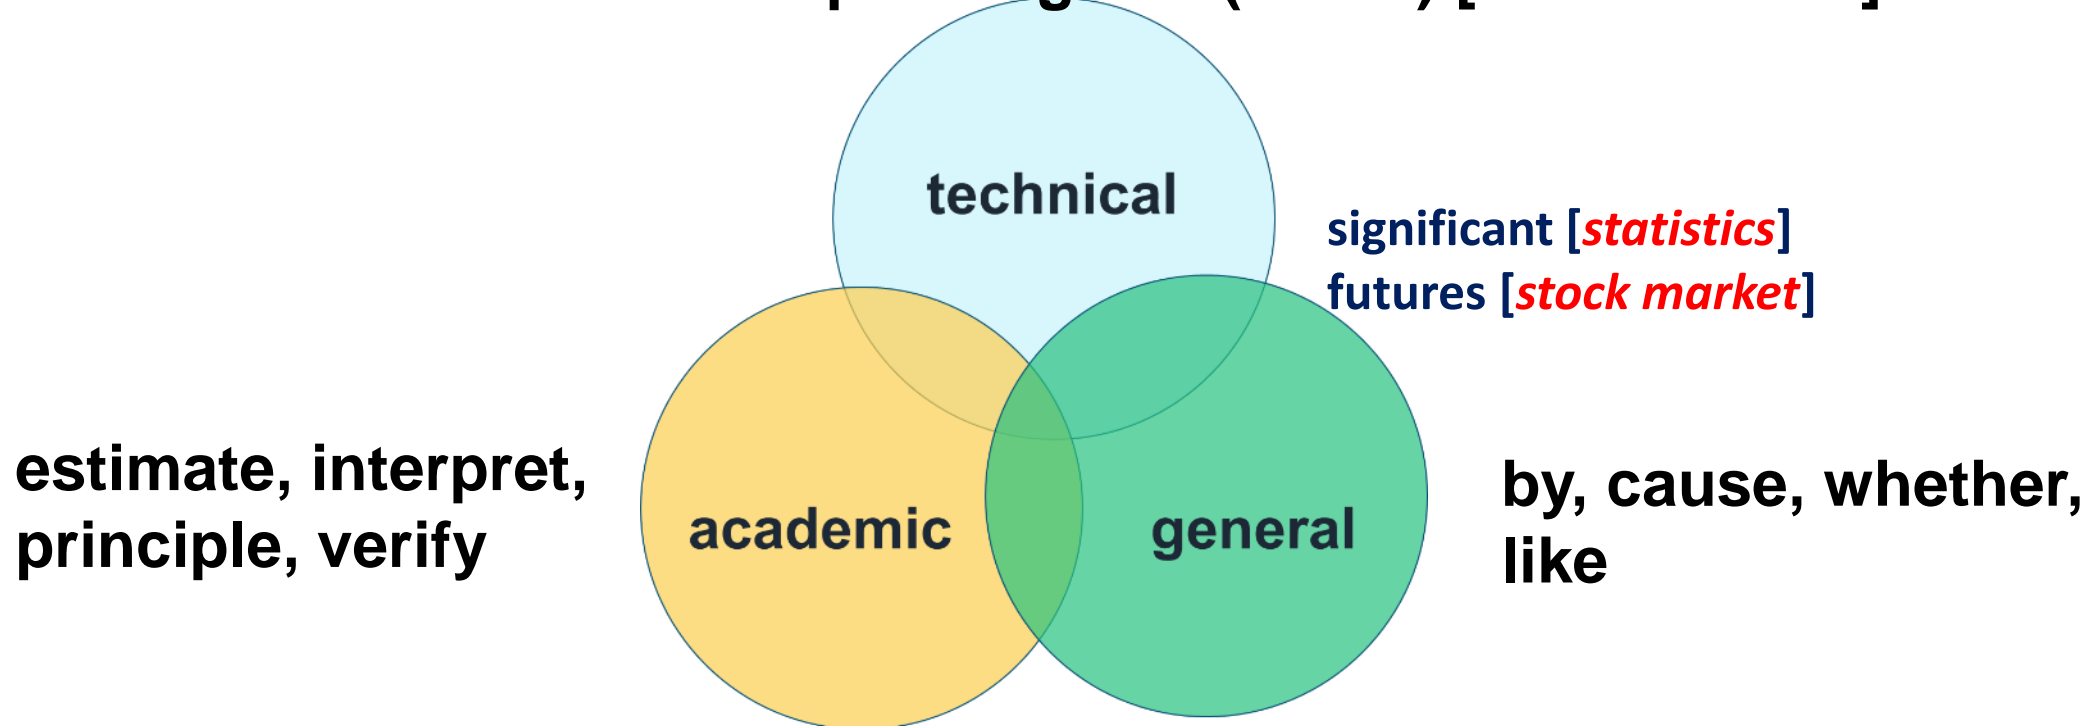 technical
significant [statistics]
futures [stock market]
estimate, interpret,
principle, verify
academic
general
by, cause, whether,
like